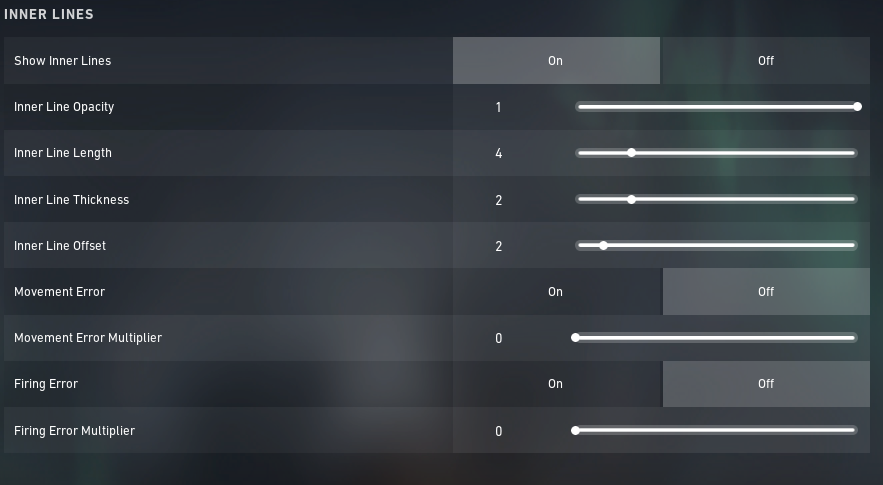 INNER LINES
Show Inner Lines On Off
Inner Line Opacity 1
Inner Line Length 4
Inner Line Thickness 2
Inner Line Offset 2
Movement Error On Off
Movement Error Multiplier 0
Firing Error On Off
Firing Error Multiplier 0